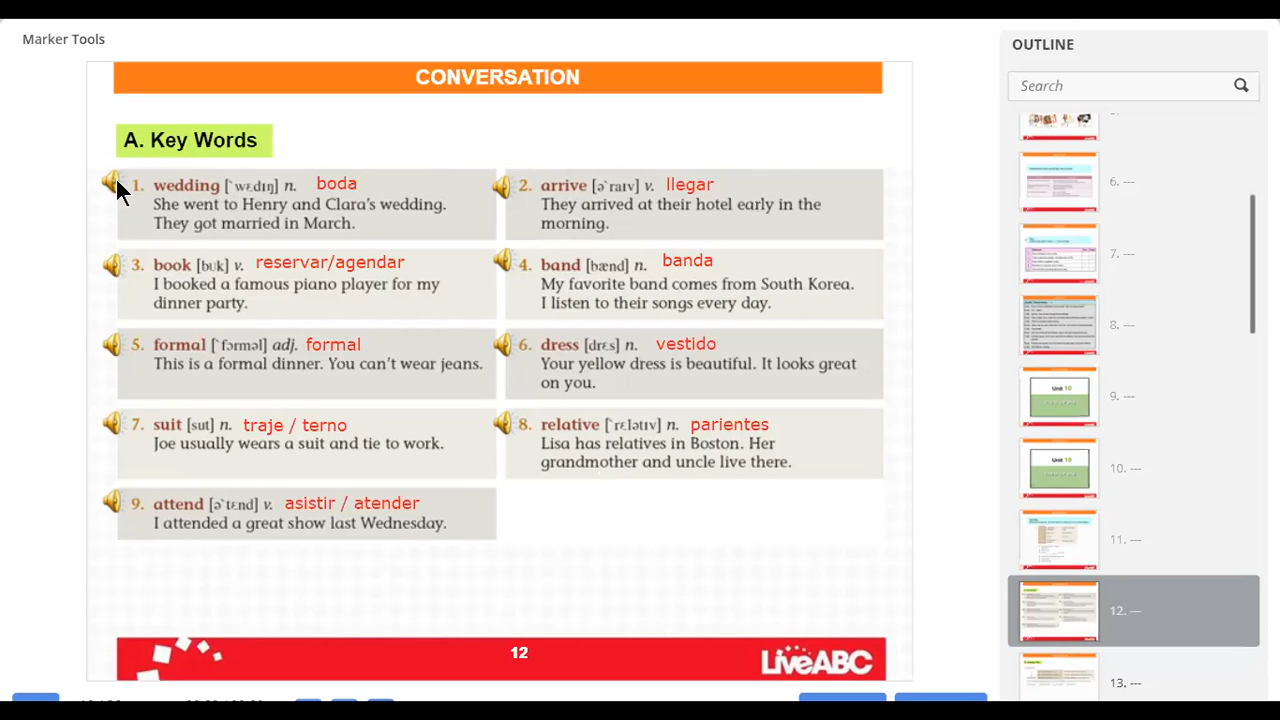 Marker Tools
OUTLINE
Search
CONVERSATION
A. Key Words
1. wedding [ˋwɛdɪŋ] n. boda
She went to Henry and Clara's wedding.
They got married in March.
2. arrive [əˋraɪv] v. llegar
They arrived at their hotel early in the
morning.
3. book [bʊk] v. reservar/agendar
I booked a famous piano player for my
dinner party.
4. band [bænd] n. banda
My favorite band comes from South Korea.
I listen to their songs every day.
5. formal [ˋfɔrməl] adj. formal
This is a formal dinner. You can't wear jeans.
6. dress [drɛs] n. vestido
Your yellow dress is beautiful. It looks great
on you.
7. suit [sut] n. traje / terno
Joe usually wears a suit and tie to work.
8. relative [ˋrɛlətɪv] n. parientes
Lisa has relatives in Boston. Her
grandmother and uncle live there.
9. attend [əˋtɛnd] v. asistir / atender
I attended a great show last Wednesday.
12
LiveABC
6. ---
7. ---
8. ---
9. ---
Unit 10
10. ---
Unit 10
11. ---
12. ---
13. ---